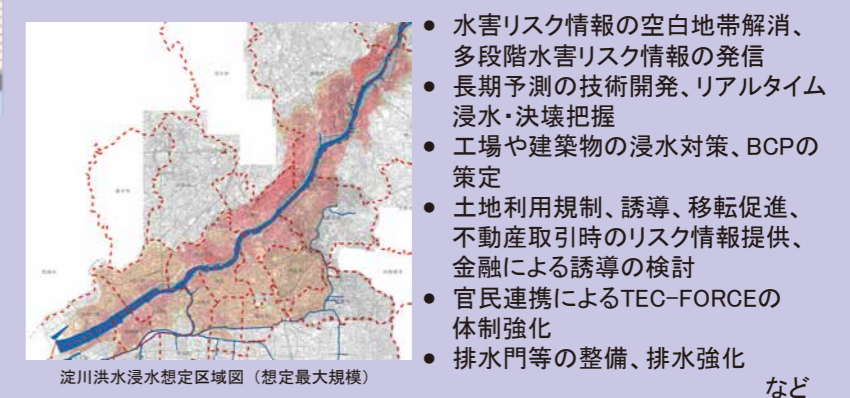 ● 水害リスク情報の空白地帯解消、
多段階水害リスク情報の発信
● 長期予測の技術開発、リアルタイム
浸水・決壊把握
● 工場や建築物の浸水対策、BCPの
策定
● 土地利用規制、誘導、移転促進、
不動産取引時のリスク情報提供、
金融による誘導の検討
● 官民連携によるTEC-FORCEの
体制強化
● 排水門等の整備、排水強化
など
淀川洪水浸水想定区域図（想定最大規模）